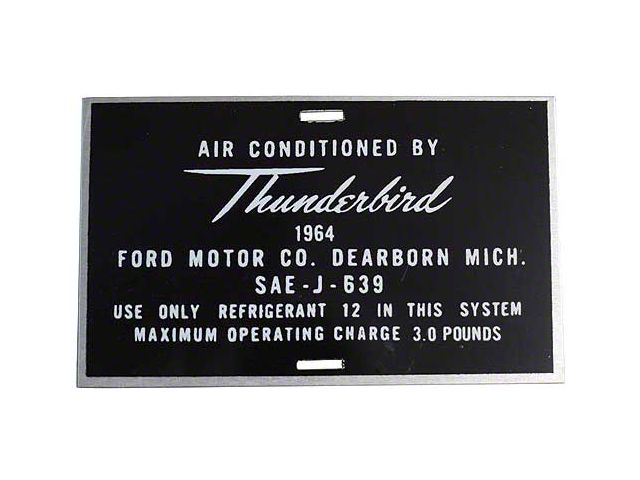 AIR CONDITIONED BY
Thunderbird
1964
FORD MOTOR CO. DEARBORN MICH.
SAE-J-639
USE ONLY REFRIGERANT 12 IN THIS SYSTEM
MAXIMUM OPERATING CHARGE 3.0 POUNDS